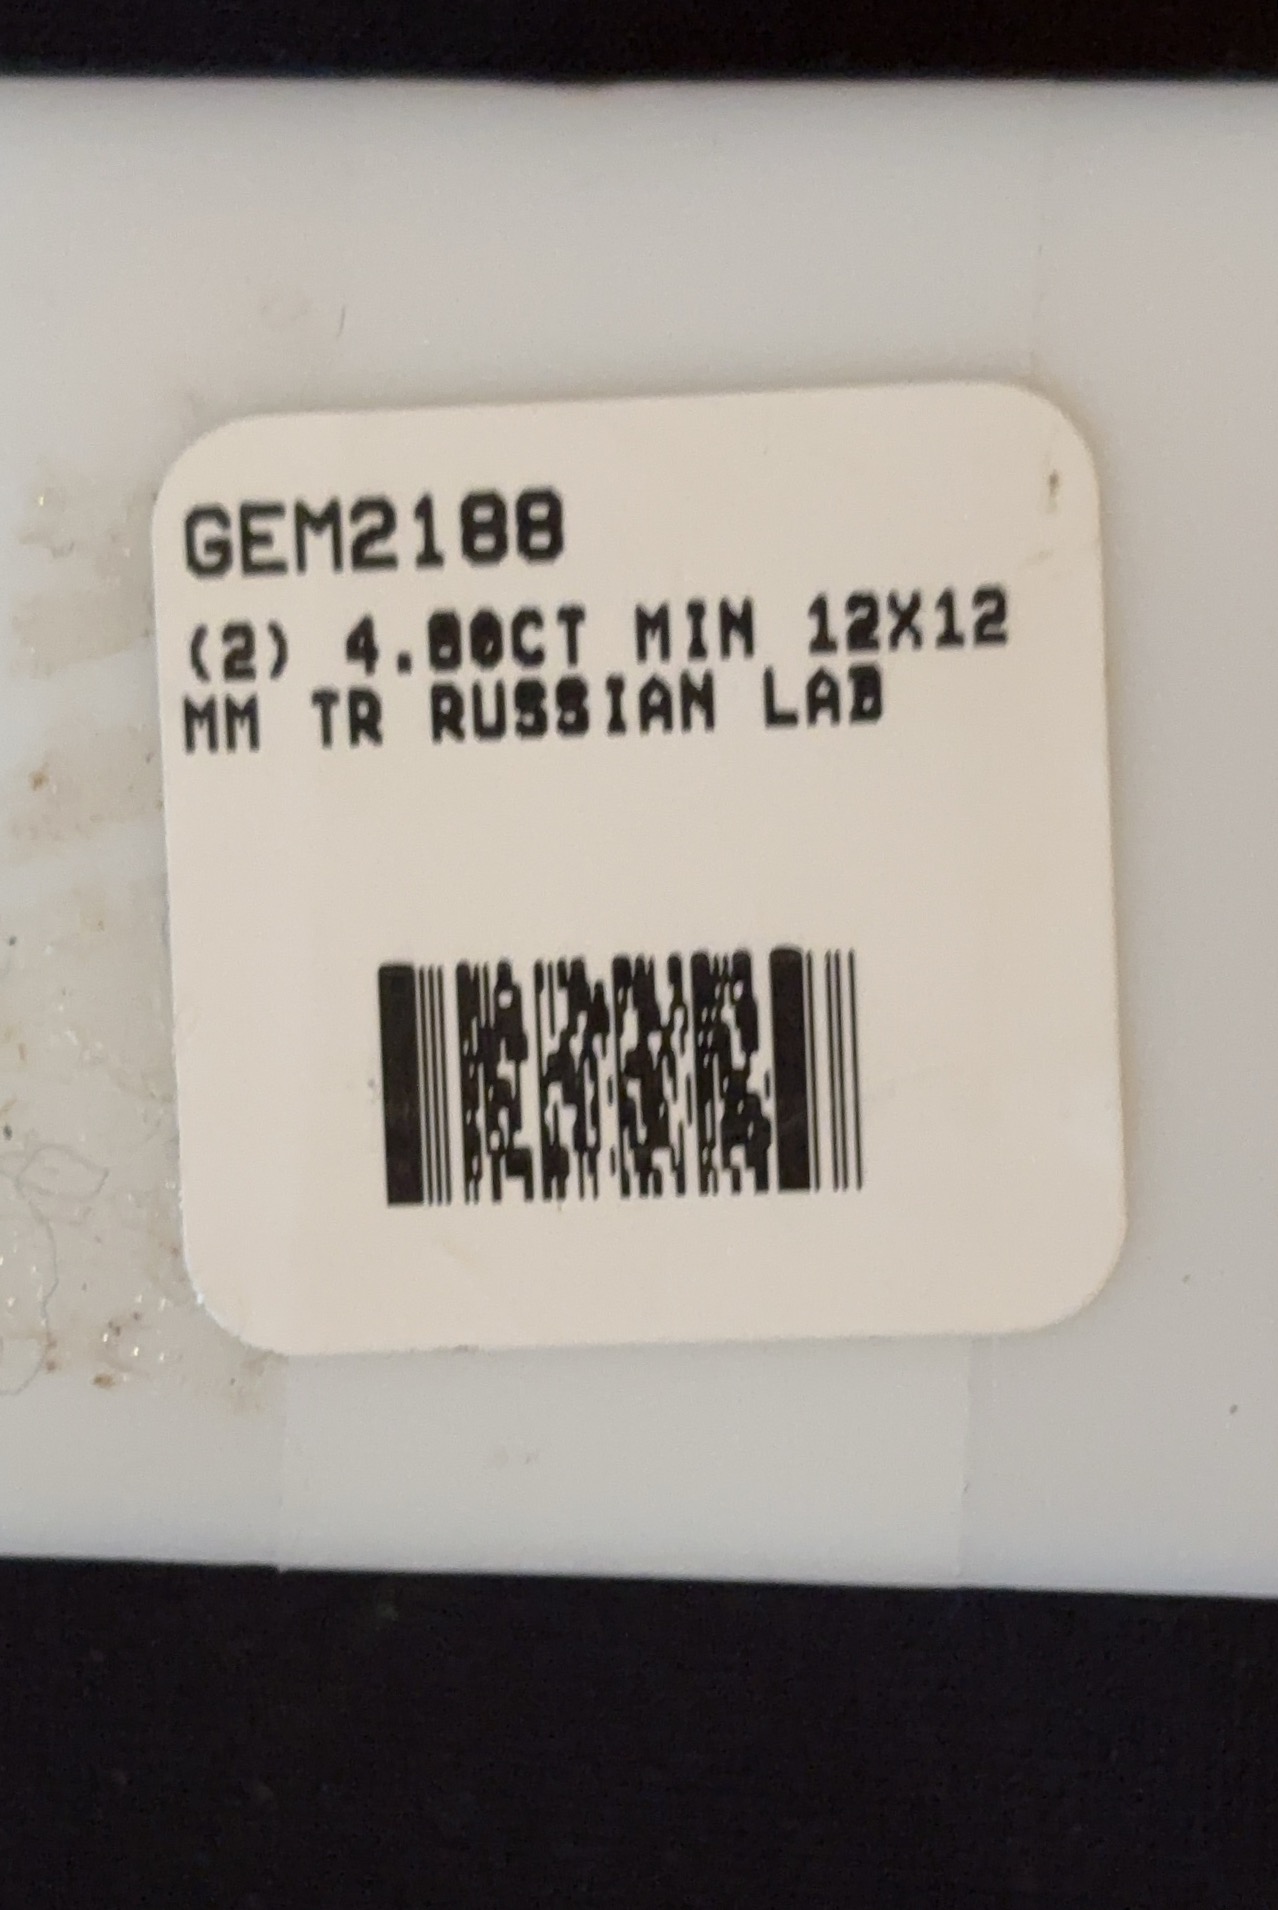 GEM2188
(2) 4.80CT MIN 12X12
MM TR RUSSIAN LAB